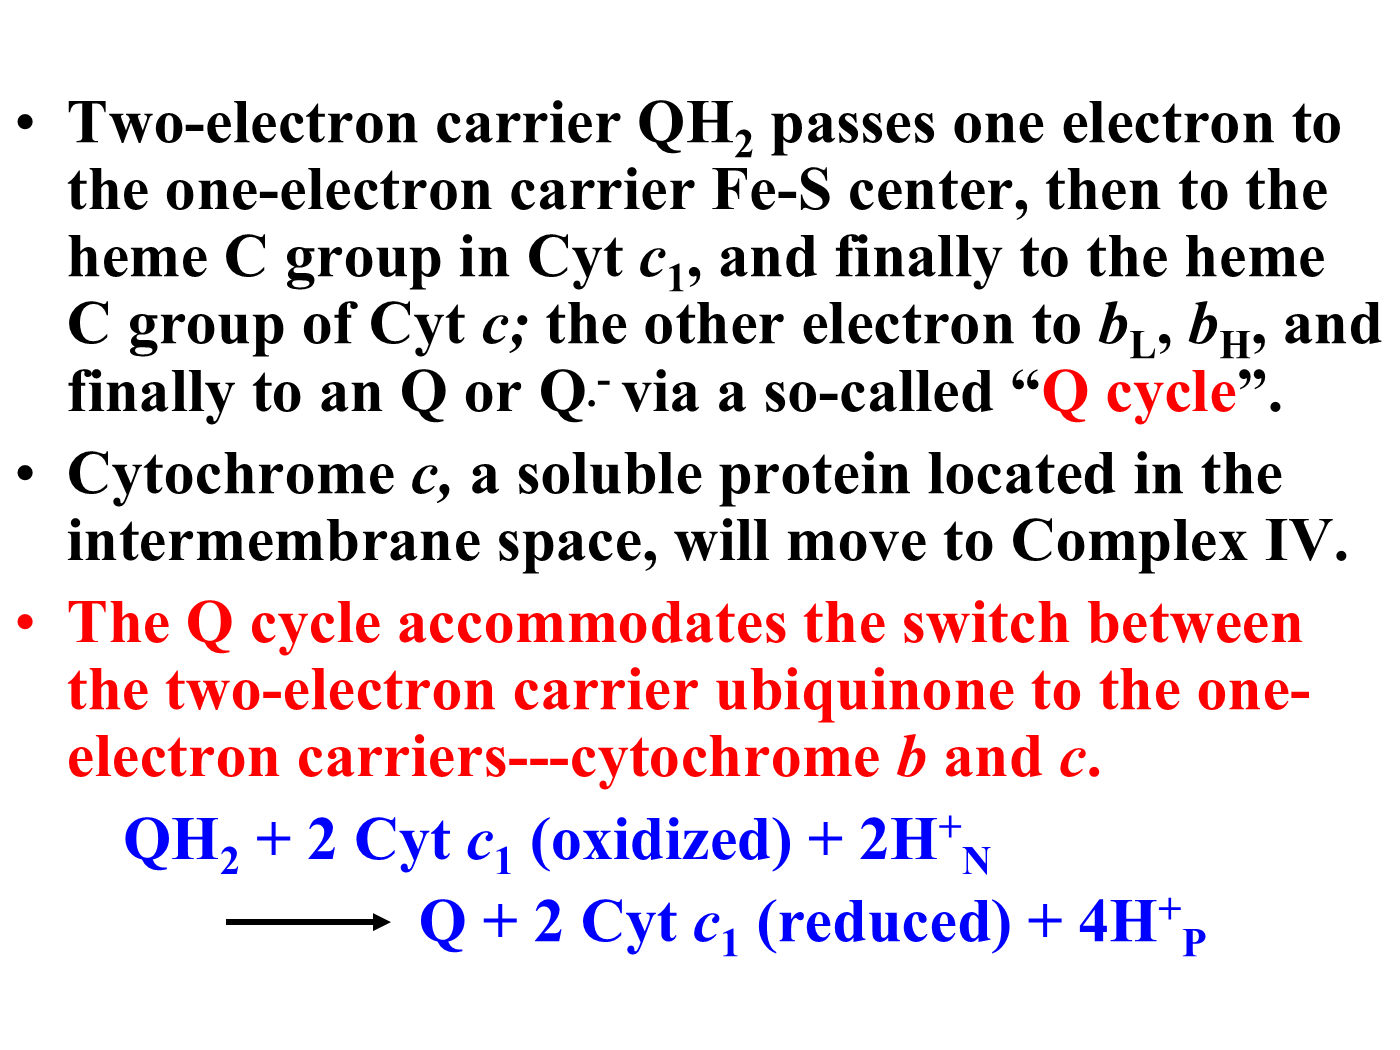 • Two-electron carrier QH₂ passes one electron to
the one-electron carrier Fe-S center, then to the
heme C group in Cyt c₁, and finally to the heme
C group of Cyt c; the other electron to b_L, b_H, and
finally to an Q or Q.⁻ via a so-called “Q cycle”.
• Cytochrome c, a soluble protein located in the
intermembrane space, will move to Complex IV.
• The Q cycle accommodates the switch between
the two-electron carrier ubiquinone to the one-
electron carriers---cytochrome b and c.
QH₂ + 2 Cyt c₁ (oxidized) + 2H⁺_N
⟶ Q + 2 Cyt c₁ (reduced) + 4H⁺_P